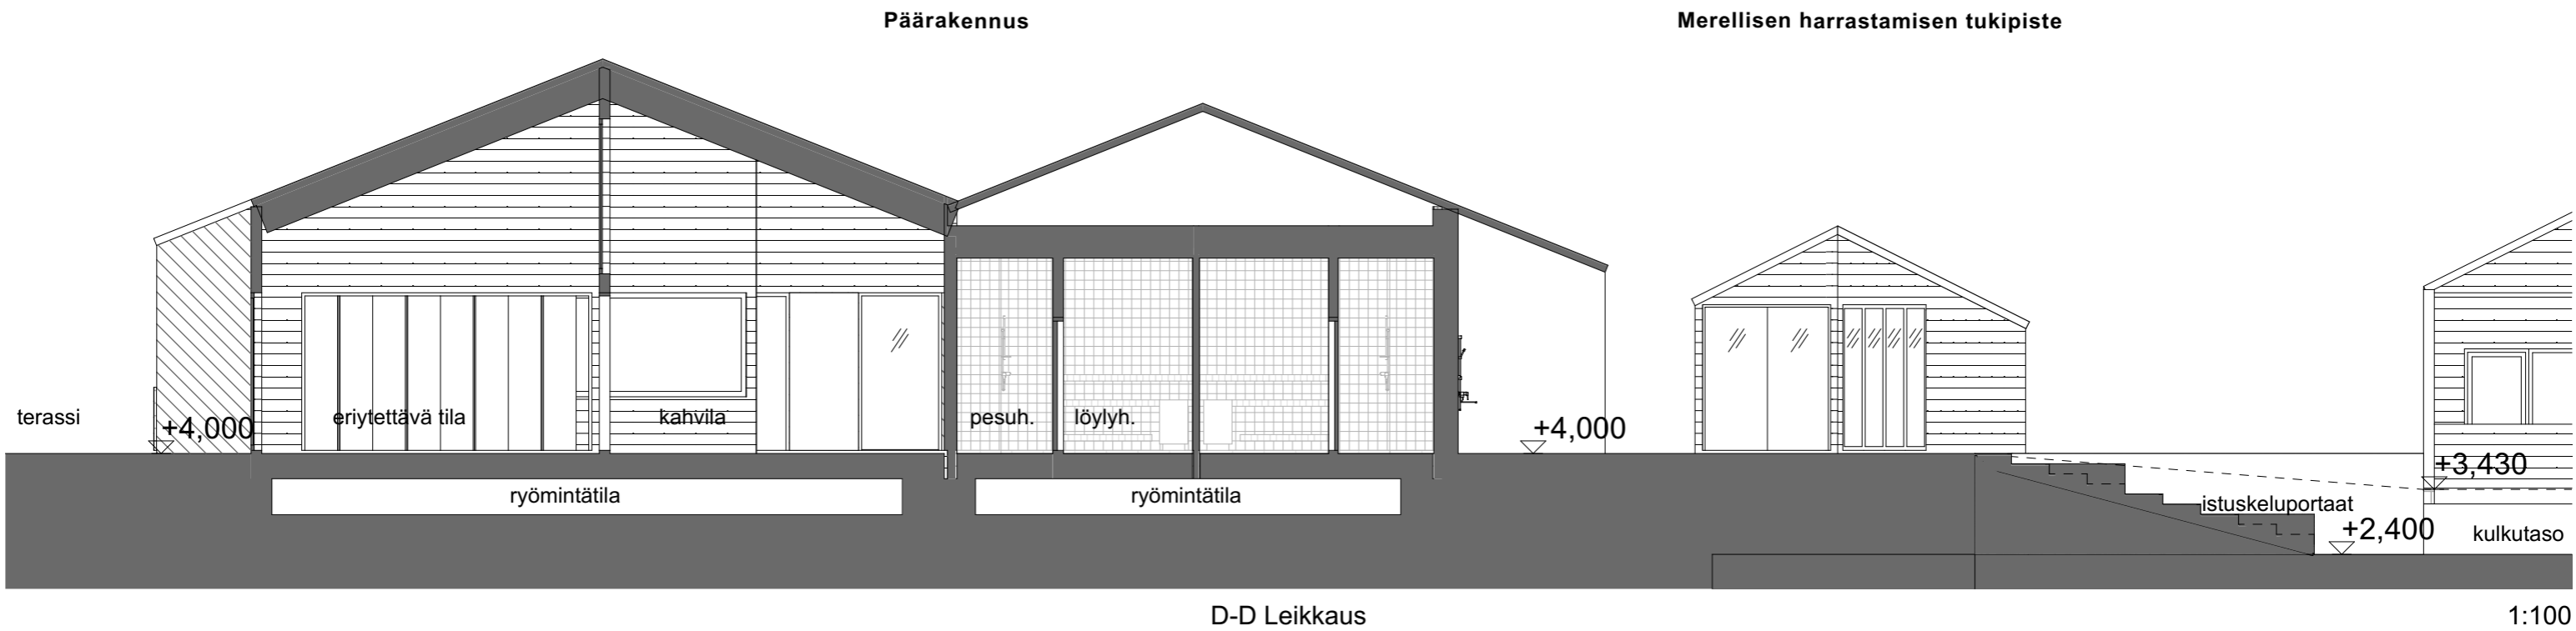 Päärakennus
Merellisen harrastamisen tukipiste
terassi
+4,000
eriytettävä tila
kahvila
pesuh.
löylyh.
+4,000
+3,430
ryömintätila
ryömintätila
istuskeluportaat
+2,400
kulkutaso
D-D Leikkaus
1:100